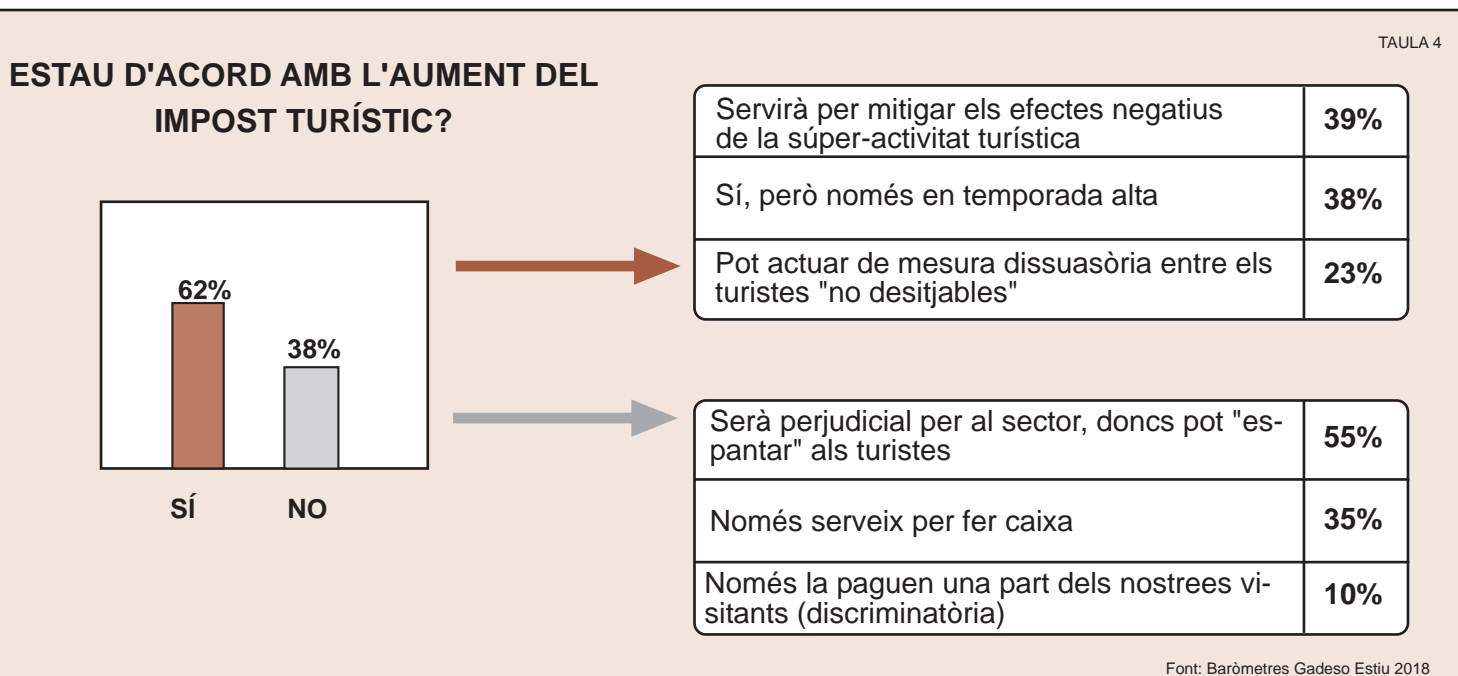 TAULA 4
ESTAU D'ACORD AMB L'AUMENT DEL
IMPOST TURÍSTIC?
62%
38%
SÍ
NO
Servirà per mitigar els efectes negatius
de la súper-activitat turística
39%
Sí, però només en temporada alta
38%
Pot actuar de mesura dissuasòria entre els
turistes "no desitjables"
23%
Serà perjudicial per al sector, doncs pot "es-
pantar" als turistes
55%
Només serveix per fer caixa
35%
Només la paguen una part dels nostrees vi-
sitants (discriminatòria)
10%
Font: Baròmetres Gadeso Estiu 2018